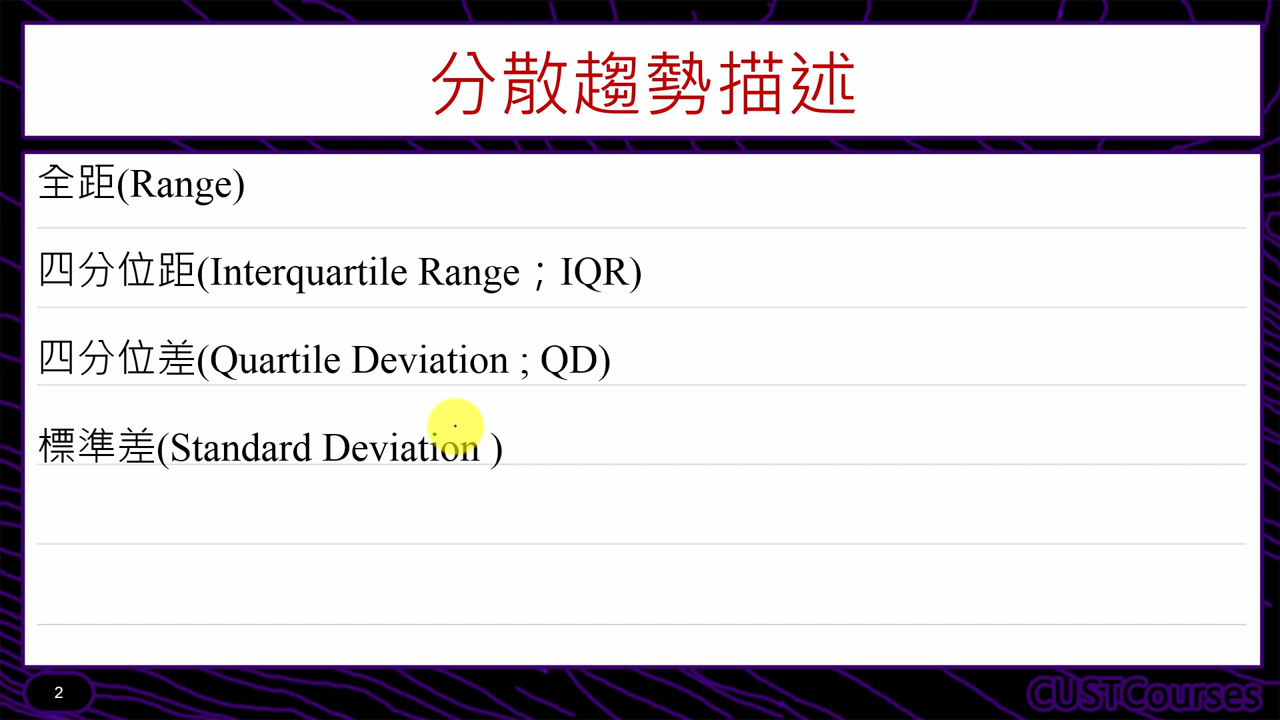 分散趨勢描述
全距(Range)
四分位距(Interquartile Range；IQR)
四分位差(Quartile Deviation ; QD)
標準差(Standard Deviation )
2
CUSTCourses